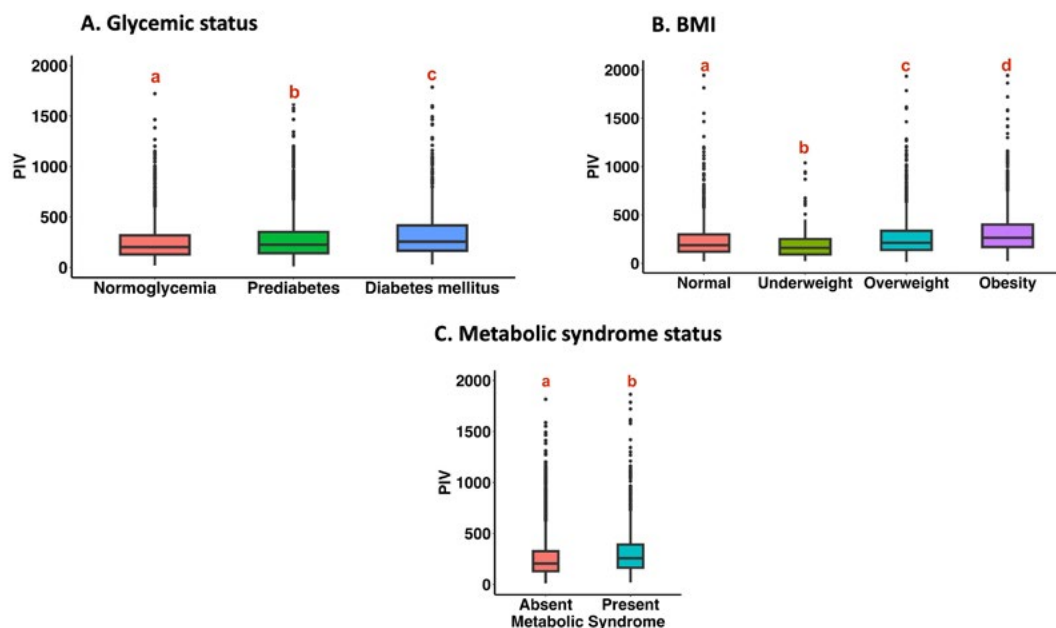 A. Glycemic status
2000
1500
1000
500
0
PIV
a
b
c
Normoglycemia Prediabetes Diabetes mellitus
B. BMI
2000
1500
1000
500
0
PIV
a
b
c
d
Normal Underweight Overweight Obesity
C. Metabolic syndrome status
2000
1500
1000
500
0
PIV
a
b
Absent Present
Metabolic Syndrome